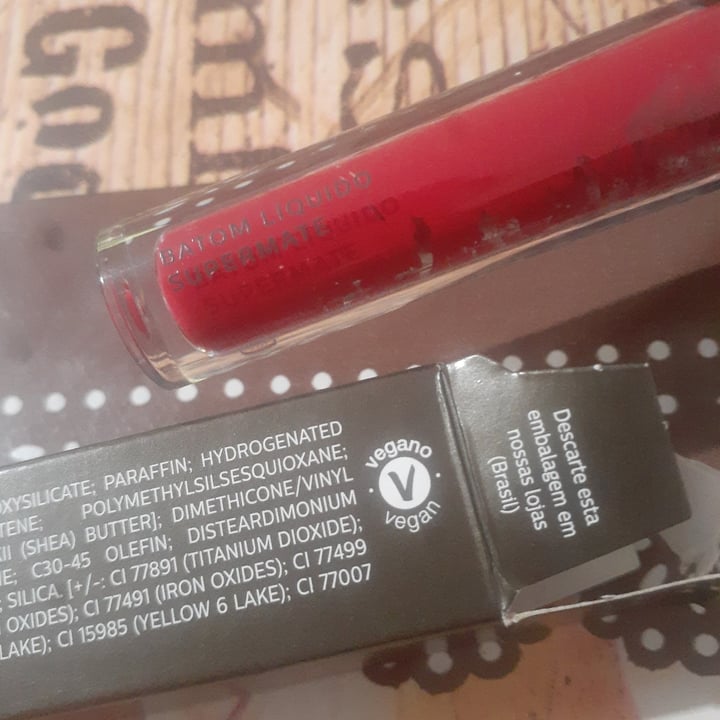 BATOM LÍQUIDO
SUPERMATE
OXYSILICATE; PARAFFIN; HYDROGENATED
TENE; POLYMETHYLSILSESQUIOXANE;
KII (SHEA) BUTTER]; DIMETHICONE/VINYL
NE; C30-45 OLEFIN; DISTEARDIMONIUM
; SILICA. [+/-: CI 77891 (TITANIUM DIOXIDE);
OXIDES); CI 77491 (IRON OXIDES); CI 77499
LAKE); CI 15985 (YELLOW 6 LAKE); CI 77007
vegano
V
vegan
Descarte esta
embalagem em
nossas lojas
(Brasil)